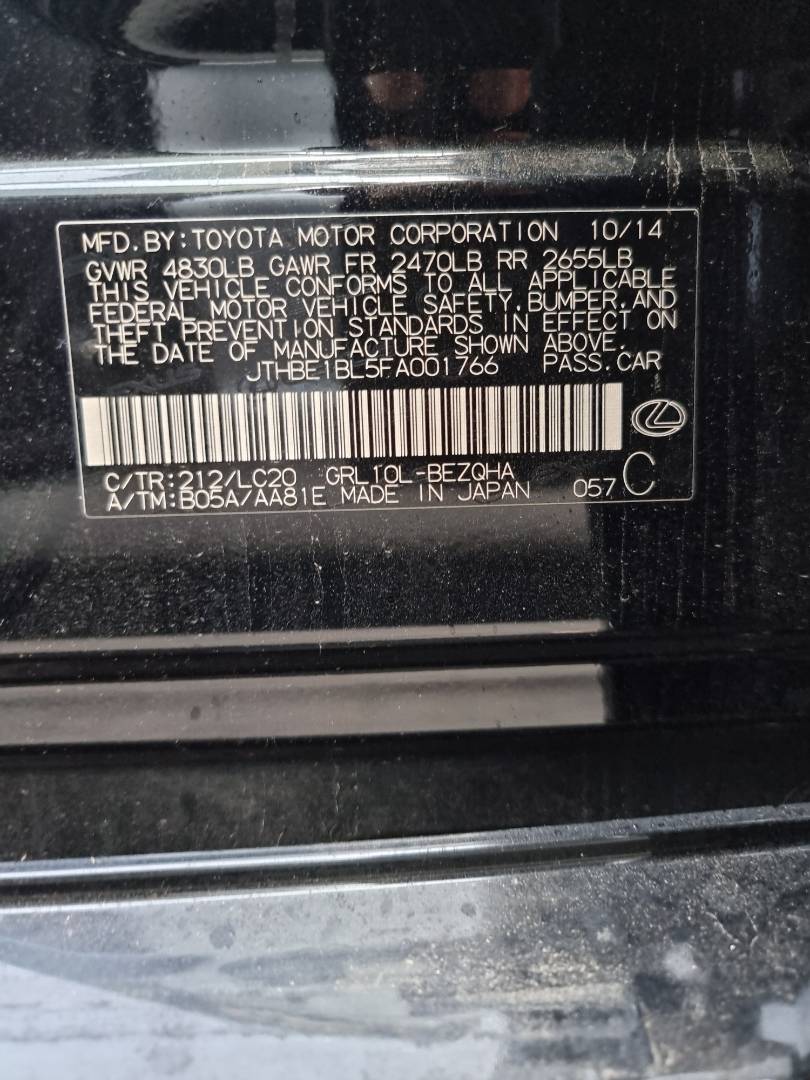 MFD. BY: TOYOTA MOTOR CORPORATION 10/14
GVWR 4830LB GAWR FR 2470LB RR 2655LB
THIS VEHICLE CONFORMS TO ALL APPLICABLE
FEDERAL MOTOR VEHICLE SAFETY, BUMPER, AND
THEFT PREVENTION STANDARDS IN EFFECT ON
THE DATE OF MANUFACTURE SHOWN ABOVE.
JTHBE1BL5FA001766 PASS. CAR
C/TR: 212/LC20 GRL10L-BEZQHA
A/TM: B05A/AA81E MADE IN JAPAN 057 C